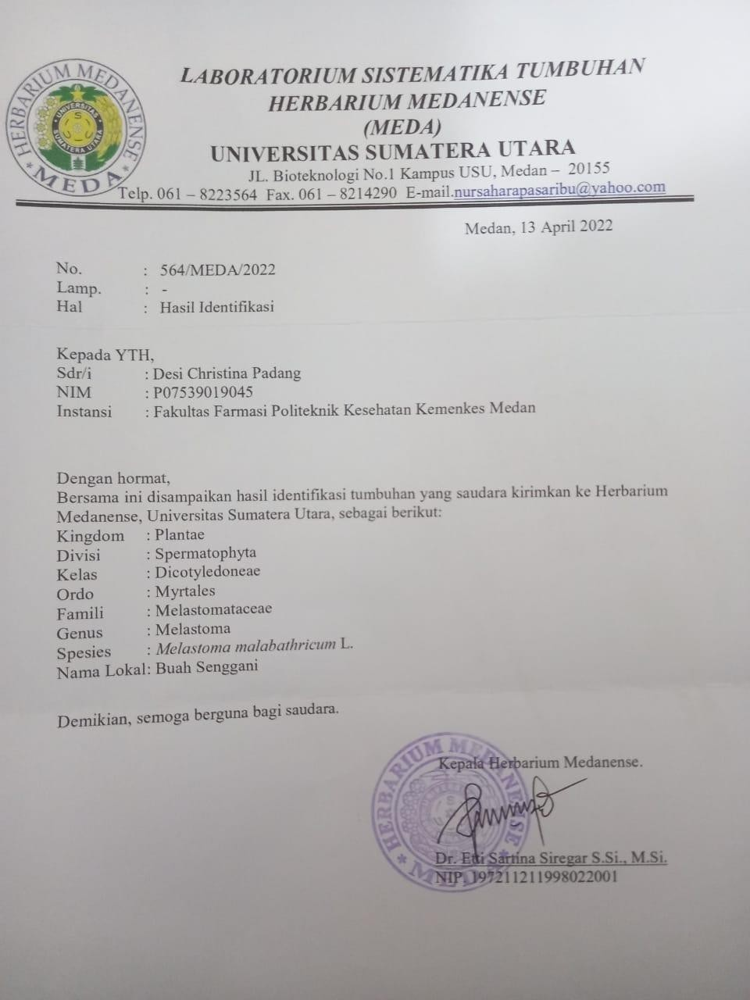 HERBARIUM MEDANENSE
* MEDA *
UNIVERSITAS SUMATERA UTARA
LABORATORIUM SISTEMATIKA TUMBUHAN
HERBARIUM MEDANENSE
(MEDA)
UNIVERSITAS SUMATERA UTARA
JL. Bioteknologi No.1 Kampus USU, Medan – 20155
Telp. 061 – 8223564 Fax. 061 – 8214290 E-mail.nursaharapasaribu@yahoo.com
Medan, 13 April 2022
No. : 564/MEDA/2022
Lamp. : -
Hal : Hasil Identifikasi
Kepada YTH,
Sdr/i : Desi Christina Padang
NIM : P07539019045
Instansi : Fakultas Farmasi Politeknik Kesehatan Kemenkes Medan
Dengan hormat,
Bersama ini disampaikan hasil identifikasi tumbuhan yang saudara kirimkan ke Herbarium
Medanense, Universitas Sumatera Utara, sebagai berikut:
Kingdom : Plantae
Divisi : Spermatophyta
Kelas : Dicotyledoneae
Ordo : Myrtales
Famili : Melastomataceae
Genus : Melastoma
Spesies : Melastoma malabathricum L.
Nama Lokal: Buah Senggani
Demikian, semoga berguna bagi saudara.
Kepala Herbarium Medanense.
HERBARIUM MEDANENSE
* MEDA *
Dr. Etti Sartina Siregar S.Si., M.Si.
NIP. 197211211998022001